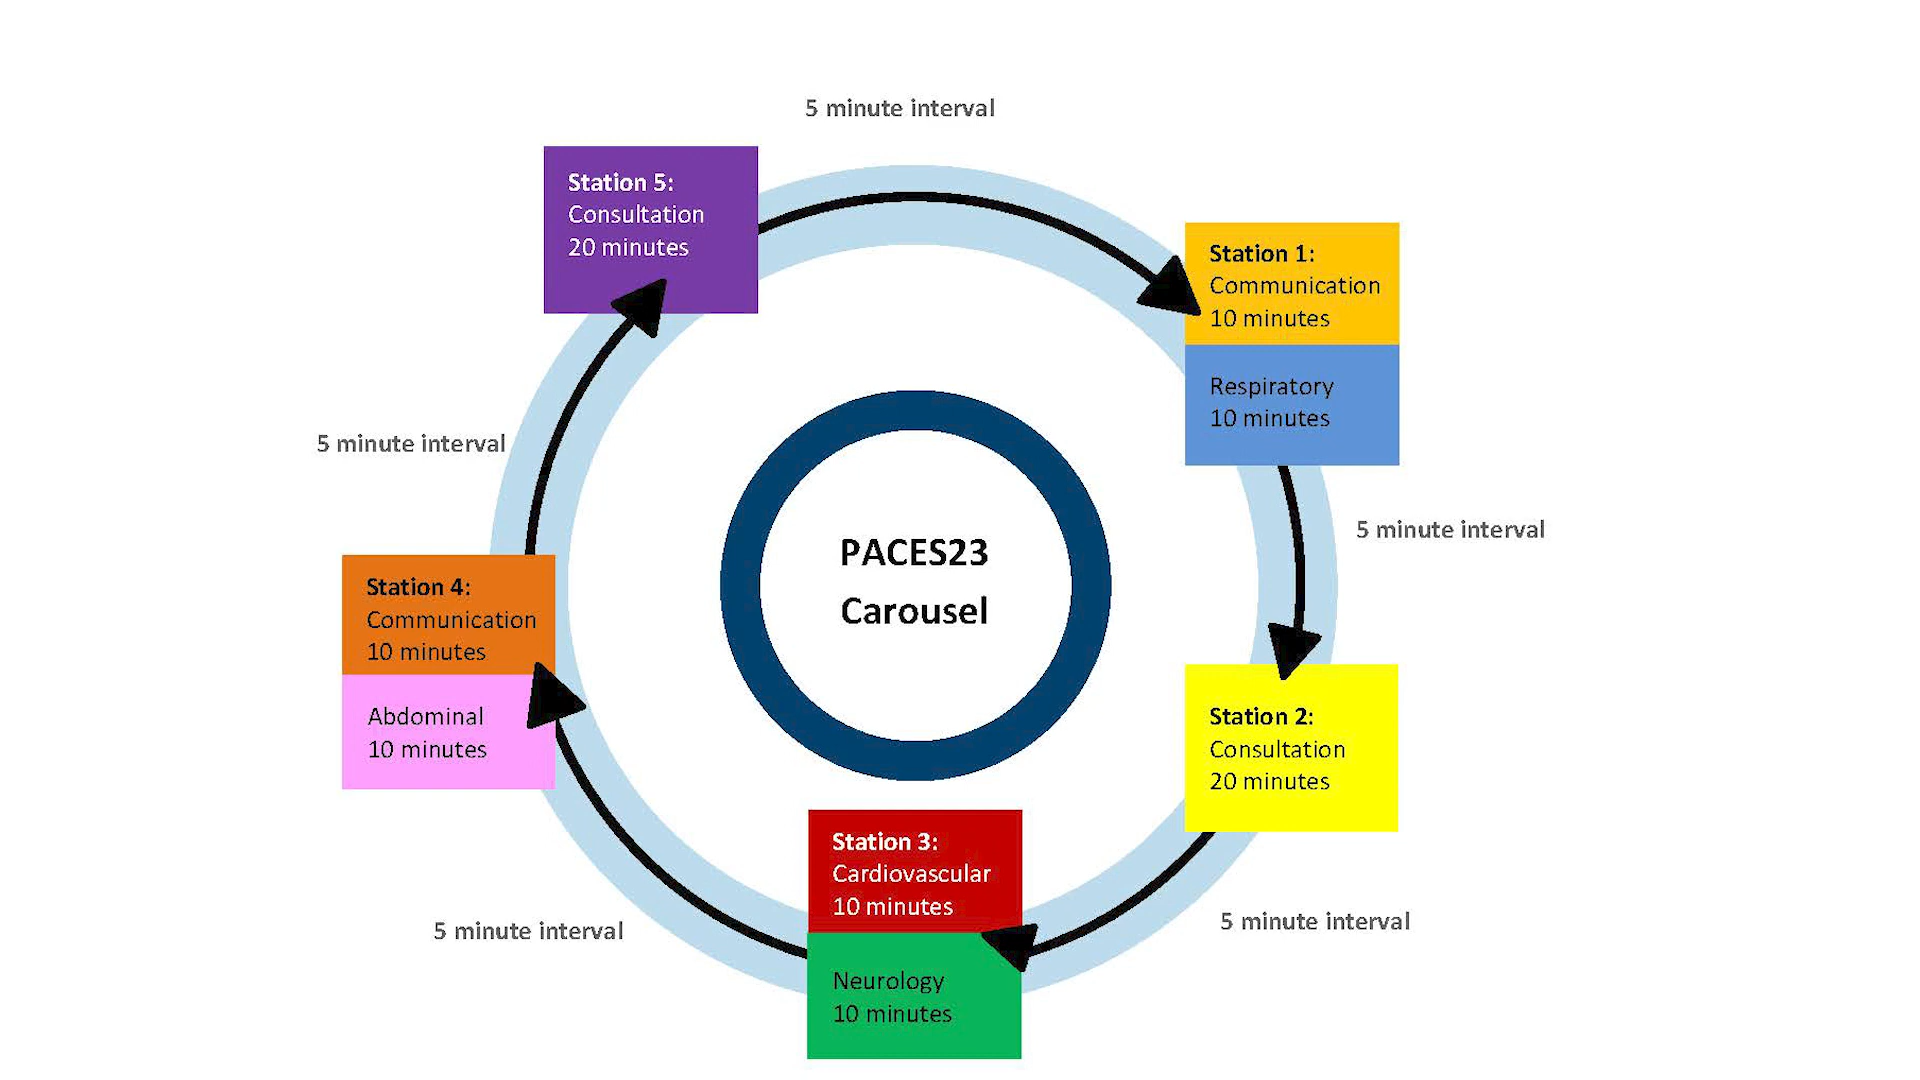 5 minute interval
Station 5:
Consultation
20 minutes
Station 1:
Communication
10 minutes
Respiratory
10 minutes
5 minute interval
5 minute interval
PACES23
Carousel
Station 4:
Communication
10 minutes
Abdominal
10 minutes
Station 2:
Consultation
20 minutes
Station 3:
Cardiovascular
10 minutes
Neurology
10 minutes
5 minute interval
5 minute interval